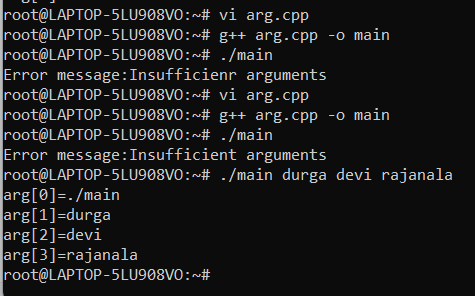 root@LAPTOP-5LU908VO:~# vi arg.cpp
root@LAPTOP-5LU908VO:~# g++ arg.cpp -o main
root@LAPTOP-5LU908VO:~# ./main
Error message:Insufficienr arguments
root@LAPTOP-5LU908VO:~# vi arg.cpp
root@LAPTOP-5LU908VO:~# g++ arg.cpp -o main
root@LAPTOP-5LU908VO:~# ./main
Error message:Insufficient arguments
root@LAPTOP-5LU908VO:~# ./main durga devi rajanala
arg[0]=./main
arg[1]=durga
arg[2]=devi
arg[3]=rajanala
root@LAPTOP-5LU908VO:~#